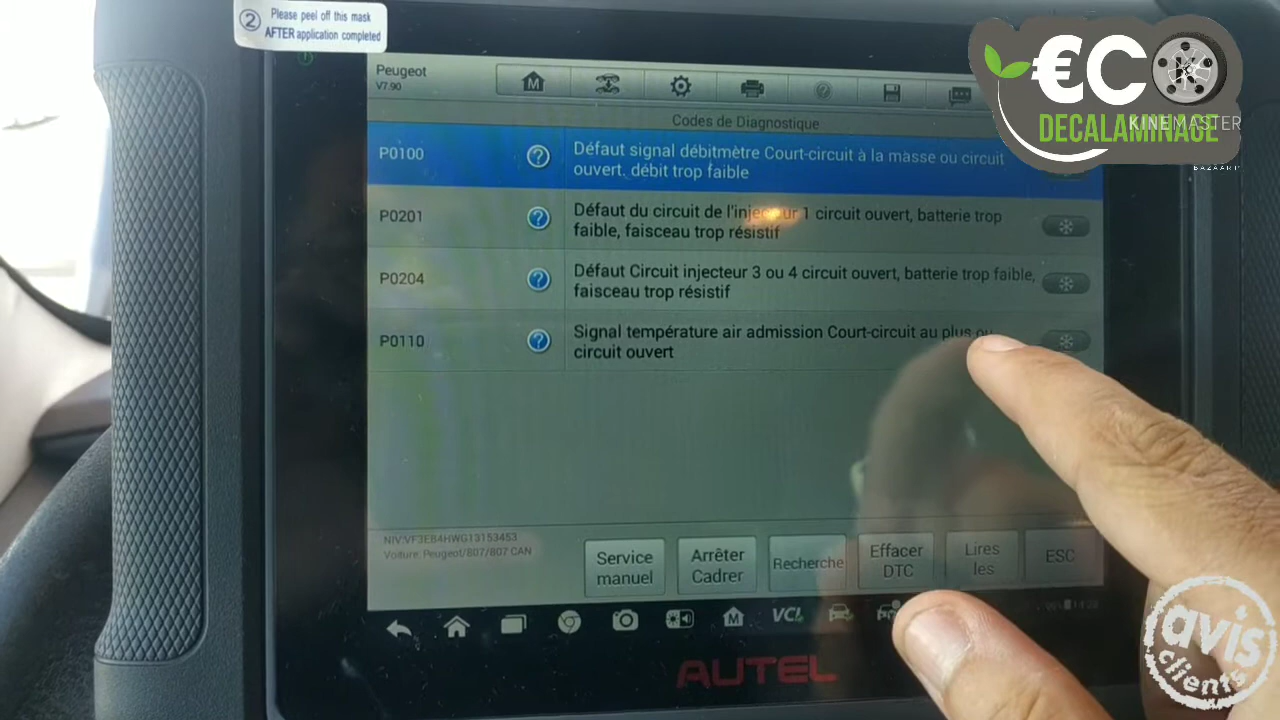 ② Please peel off this mask
AFTER application completed
€CO
DECALAMINAGE
KINEMASTER
BAZAART
Peugeot
V7.90
M
Codes de Diagnostique
P0100
Défaut signal débitmètre Court-circuit à la masse ou circuit
ouvert. débit trop faible
P0201
Défaut du circuit de l'injecteur 1 circuit ouvert, batterie trop
faible, faisceau trop résistif
P0204
Défaut Circuit injecteur 3 ou 4 circuit ouvert, batterie trop faible,
faisceau trop résistif
P0110
Signal température air admission Court-circuit au plus ou
circuit ouvert
NIV:VF3EB4HWG13153453
Voiture. Peugeot/807/807 CAN
Service
manuel
Arrêter
Cadrer
Recherche
Effacer
DTC
Lires
les
ESC
M
VCI
AUTEL
avis
clients